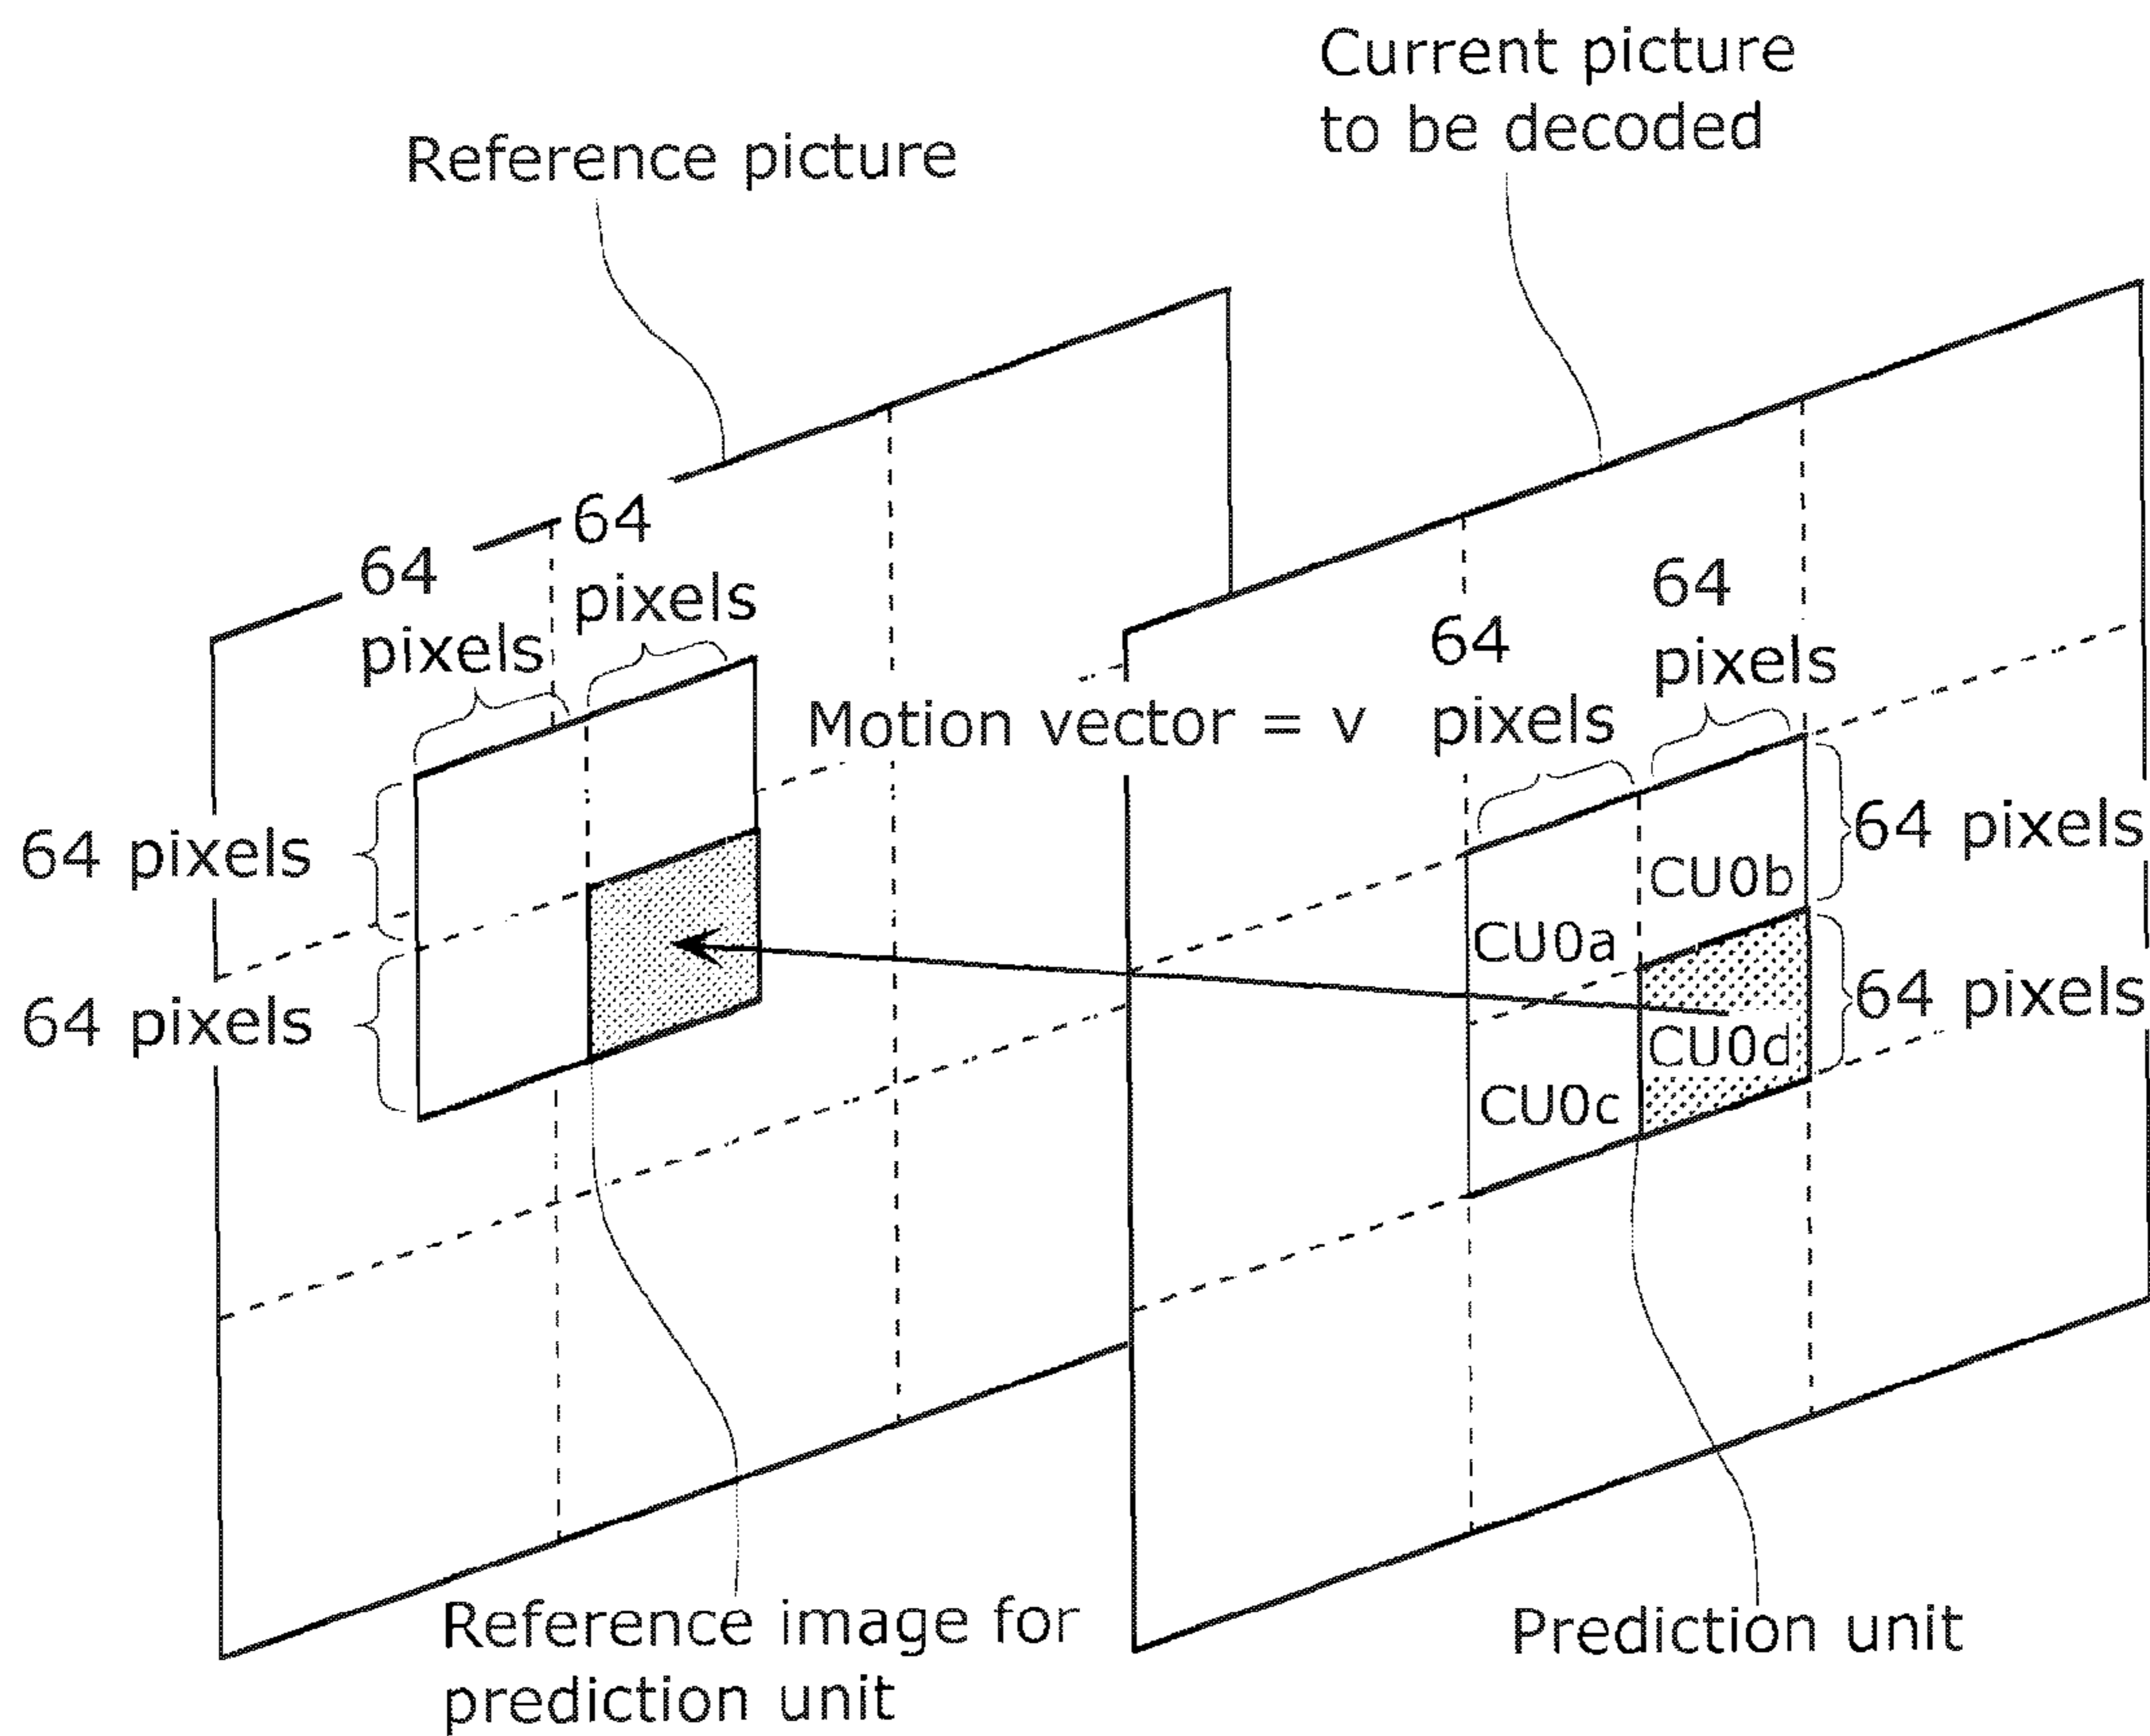 Current picture
to be decoded
Reference picture
64
pixels
64
pixels
64
pixels
64
pixels
Motion vector = v
64 pixels
64 pixels
64 pixels
64 pixels
CU0b
CU0a
CU0d
CU0c
Reference image for
prediction unit
Prediction unit